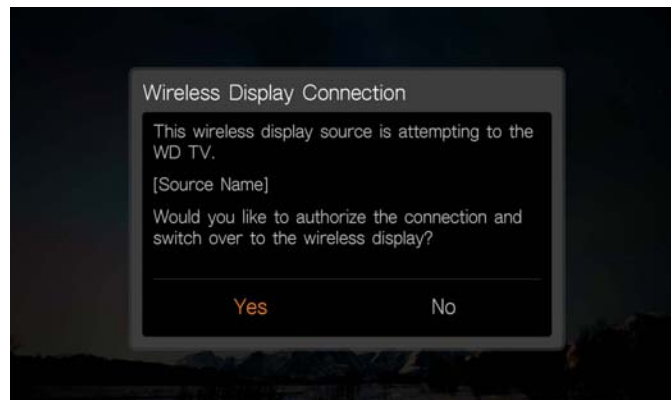 Wireless Display Connection
This wireless display source is attempting to the
WD TV.
[Source Name]
Would you like to authorize the connection and
switch over to the wireless display?
Yes No